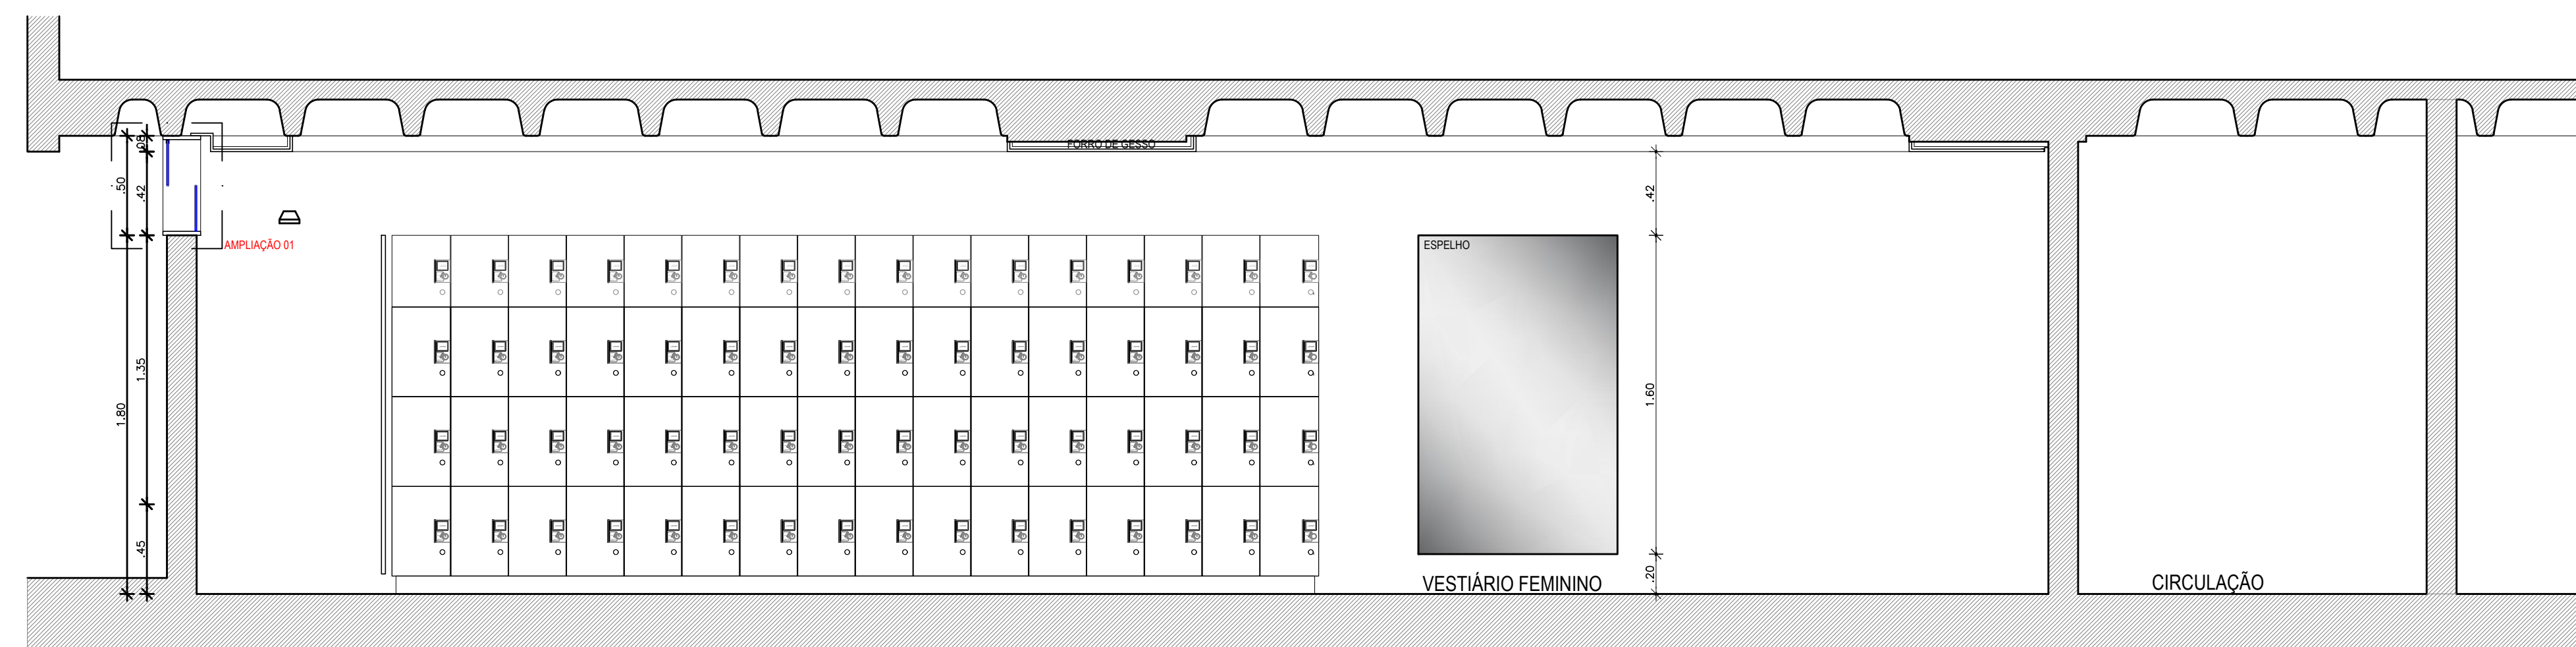 FORRO DE GESSO
.08
.50
.42
.42
AMPLIAÇÃO 01
ESPELHO
1.35
1.60
1.80
.45
.20
VESTIÁRIO FEMININO
CIRCULAÇÃO